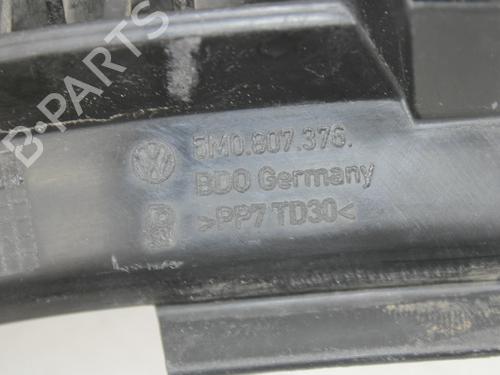 5M0.807.376.
BDO Germany
>PP7 TD30<
B-PARTS